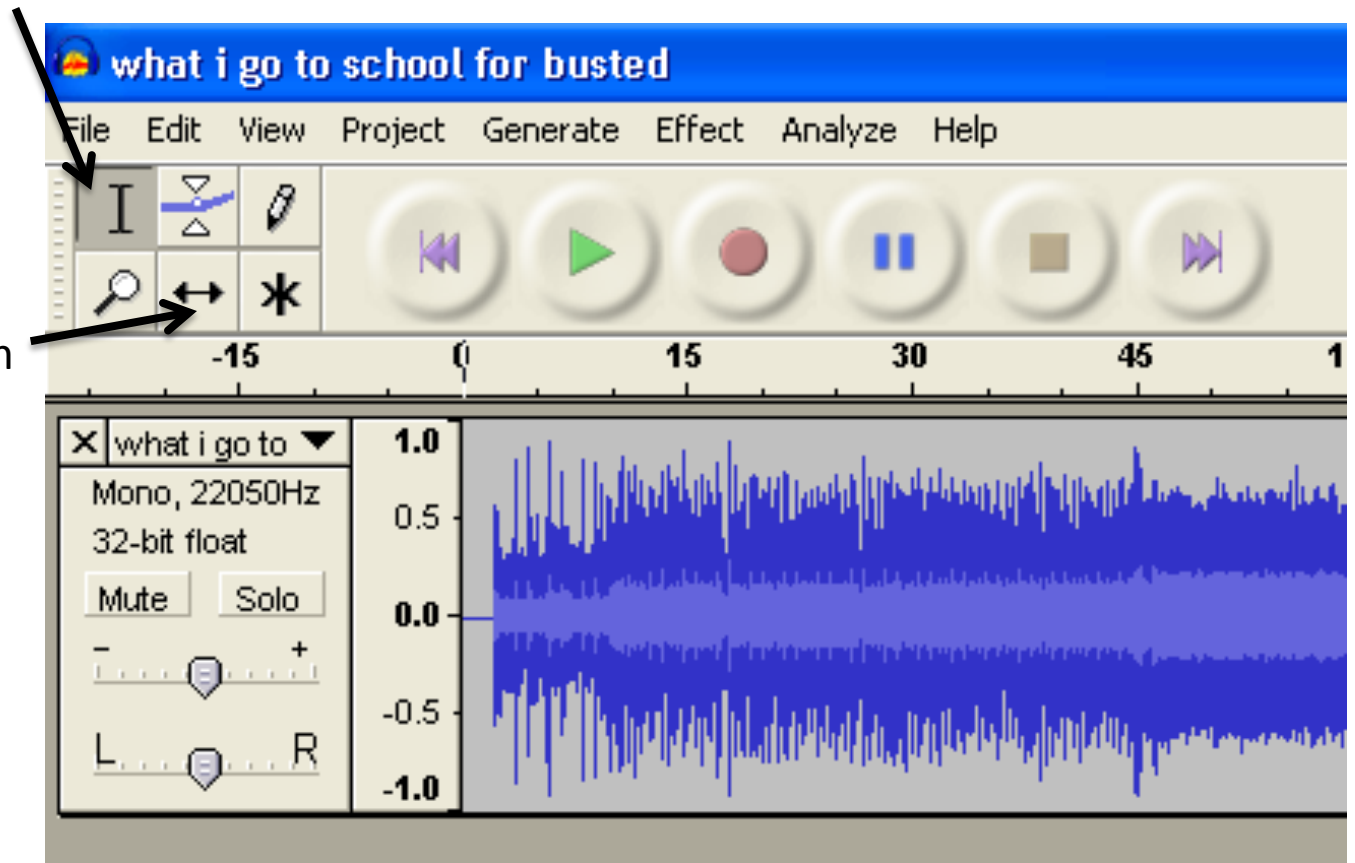 what i go to school for busted
File Edit View Project Generate Effect Analyze Help
n
-15 0 15 30 45 1
X what i go to
Mono, 22050Hz
32-bit float
Mute Solo
- +
L R
1.0
0.5
0.0
-0.5
-1.0